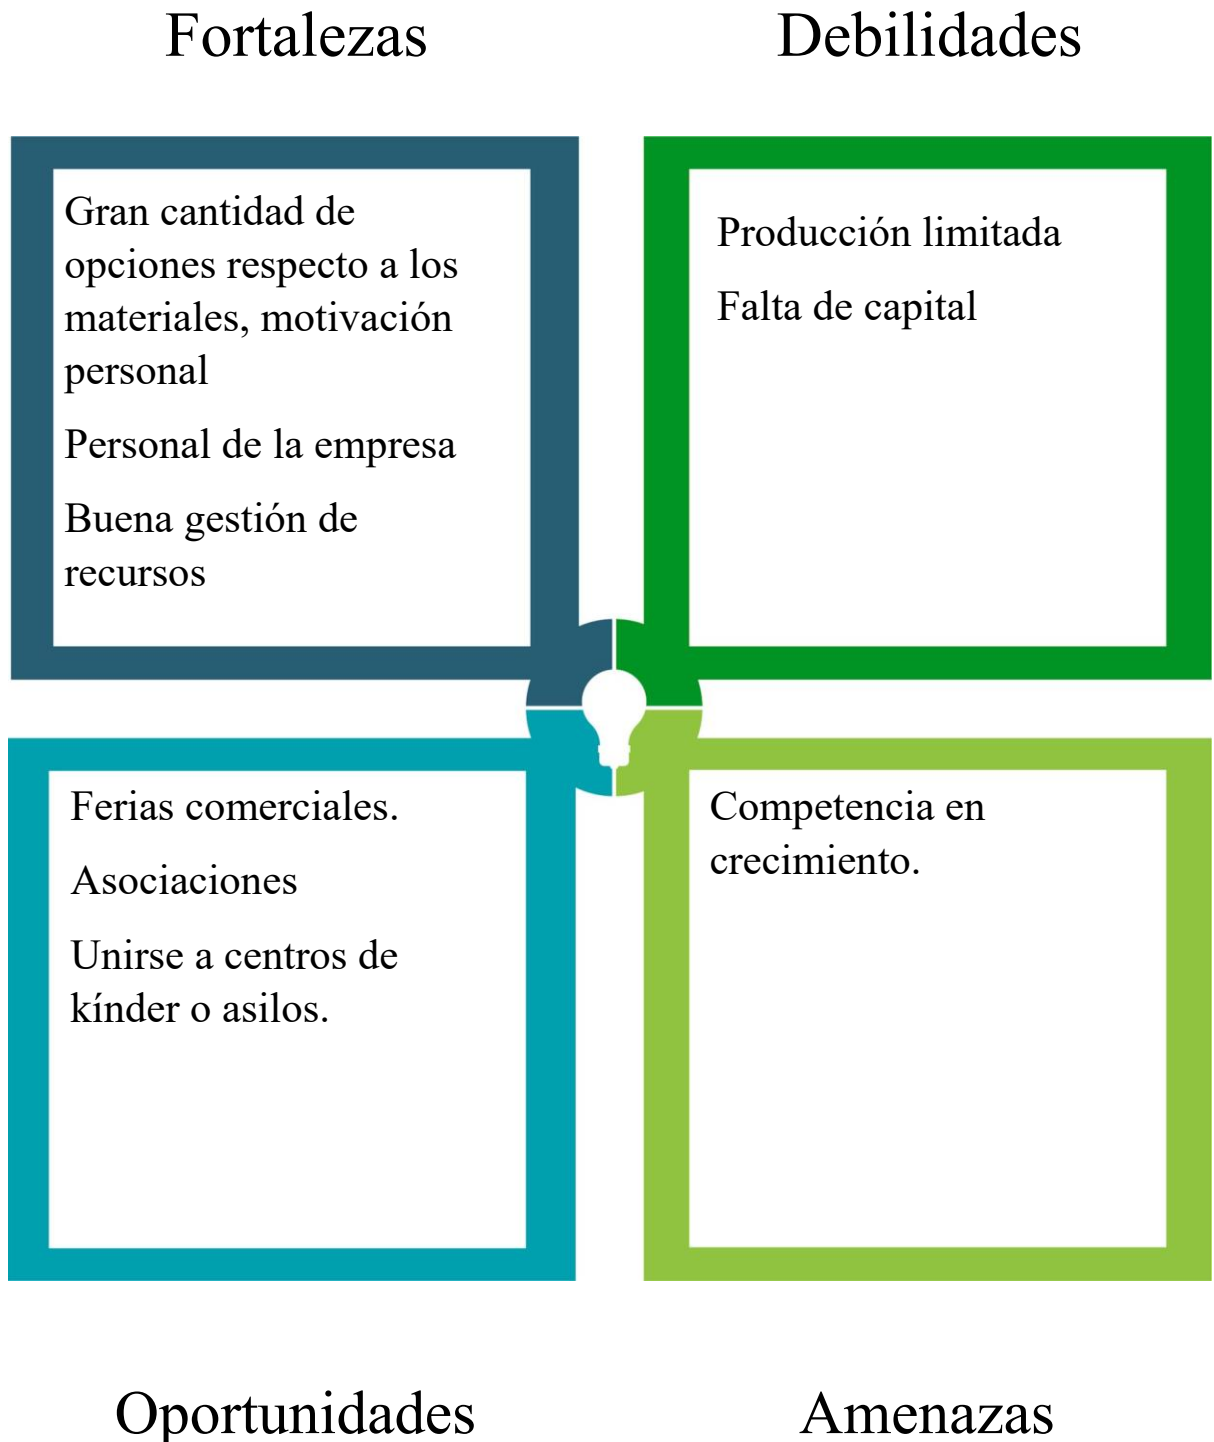 Fortalezas
Debilidades
Gran cantidad de
opciones respecto a los
materiales, motivación
personal
Personal de la empresa
Buena gestión de
recursos
Producción limitada
Falta de capital
Ferias comerciales.
Asociaciones
Unirse a centros de
kínder o asilos.
Competencia en
crecimiento.
Oportunidades
Amenazas